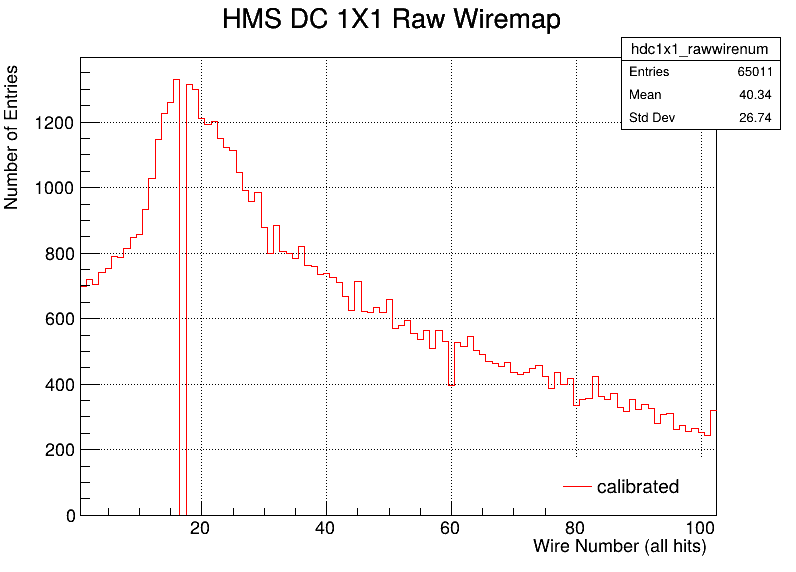 HMS DC 1X1 Raw Wiremap
hdc1x1_rawwirenum
Entries 65011
Mean 40.34
Std Dev 26.74
Number of Entries
1200
1000
800
600
400
200
0
calibrated
20 40 60 80 100
Wire Number (all hits)